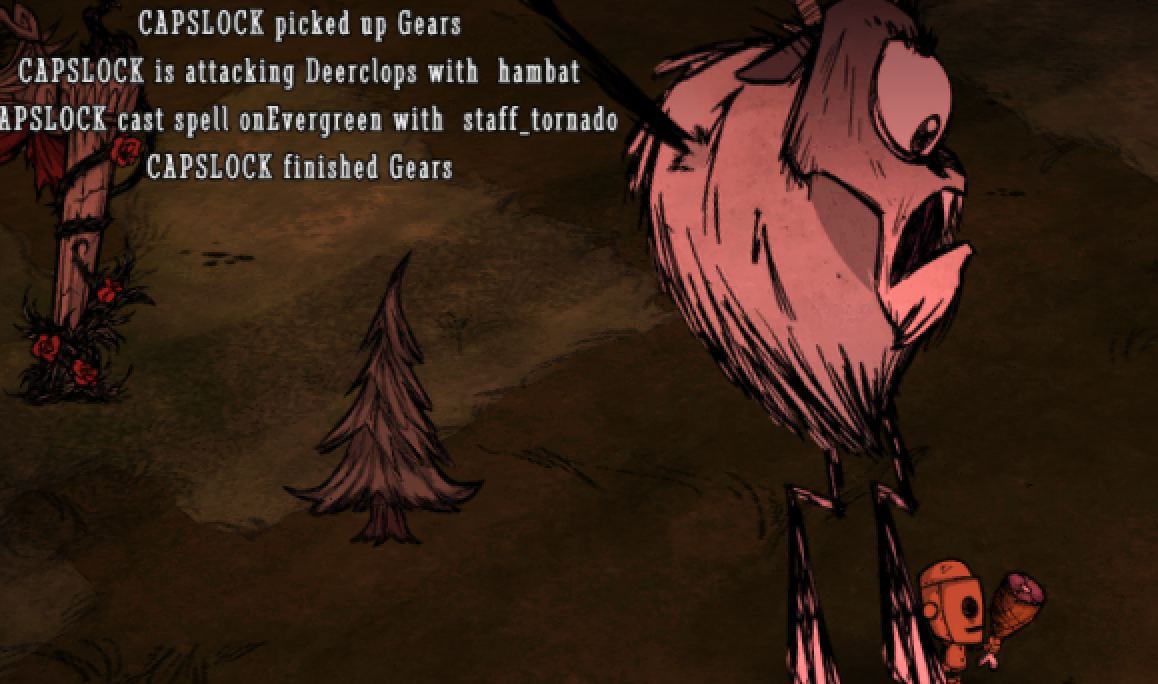 CAPSLOCK picked up Gears
CAPSLOCK is attacking Deerclops with hambat
APSLOCK cast spell onEvergreen with staff_tornado
CAPSLOCK finished Gears